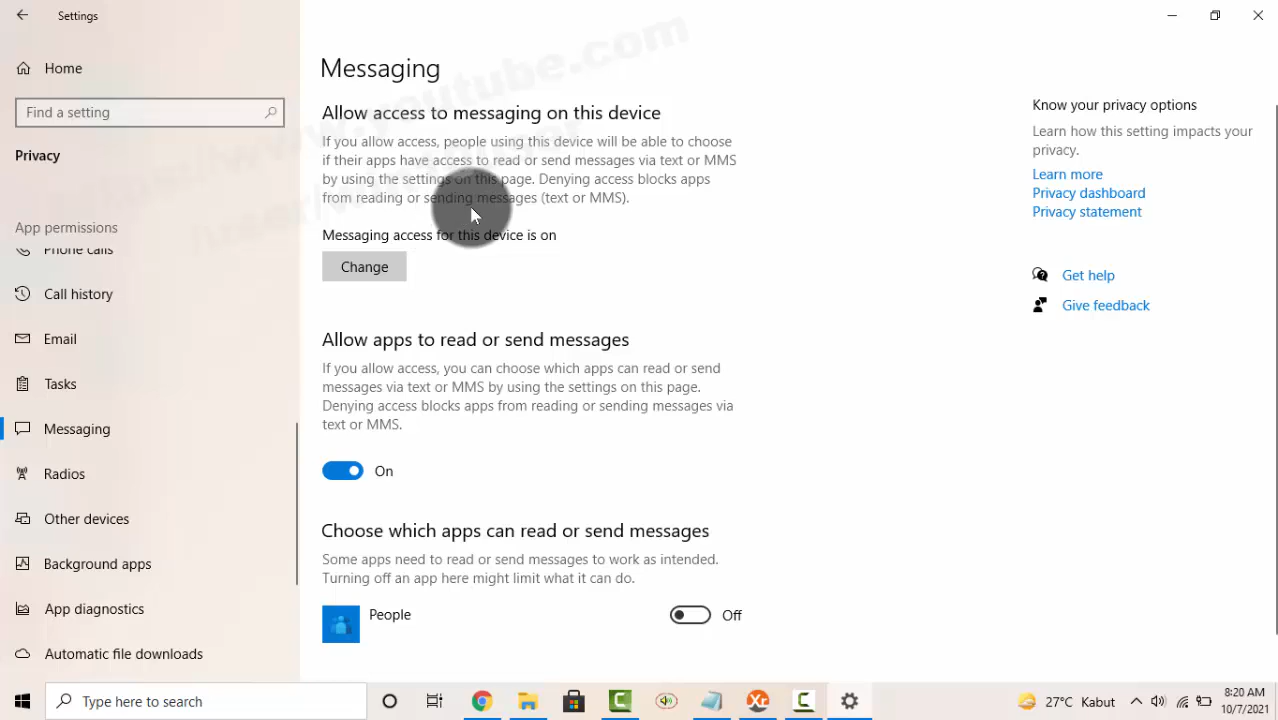 Settings
Home
Find a setting
Privacy
App permissions
Phone calls
Call history
Email
Tasks
Messaging
Radios
Other devices
Background apps
App diagnostics
Automatic file downloads
Messaging
Allow access to messaging on this device
If you allow access, people using this device will be able to choose
if their apps have access to read or send messages via text or MMS
by using the settings on this page. Denying access blocks apps
from reading or sending messages (text or MMS).
Messaging access for this device is on
Change
Allow apps to read or send messages
If you allow access, you can choose which apps can read or send
messages via text or MMS by using the settings on this page.
Denying access blocks apps from reading or sending messages via
text or MMS.
On
Choose which apps can read or send messages
Some apps need to read or send messages to work as intended.
Turning off an app here might limit what it can do.
People
Off
Know your privacy options
Learn how this setting impacts your
privacy.
Learn more
Privacy dashboard
Privacy statement
Get help
Give feedback
Type here to search
Xr
27°C Kabut
8:20 AM
10/7/2021